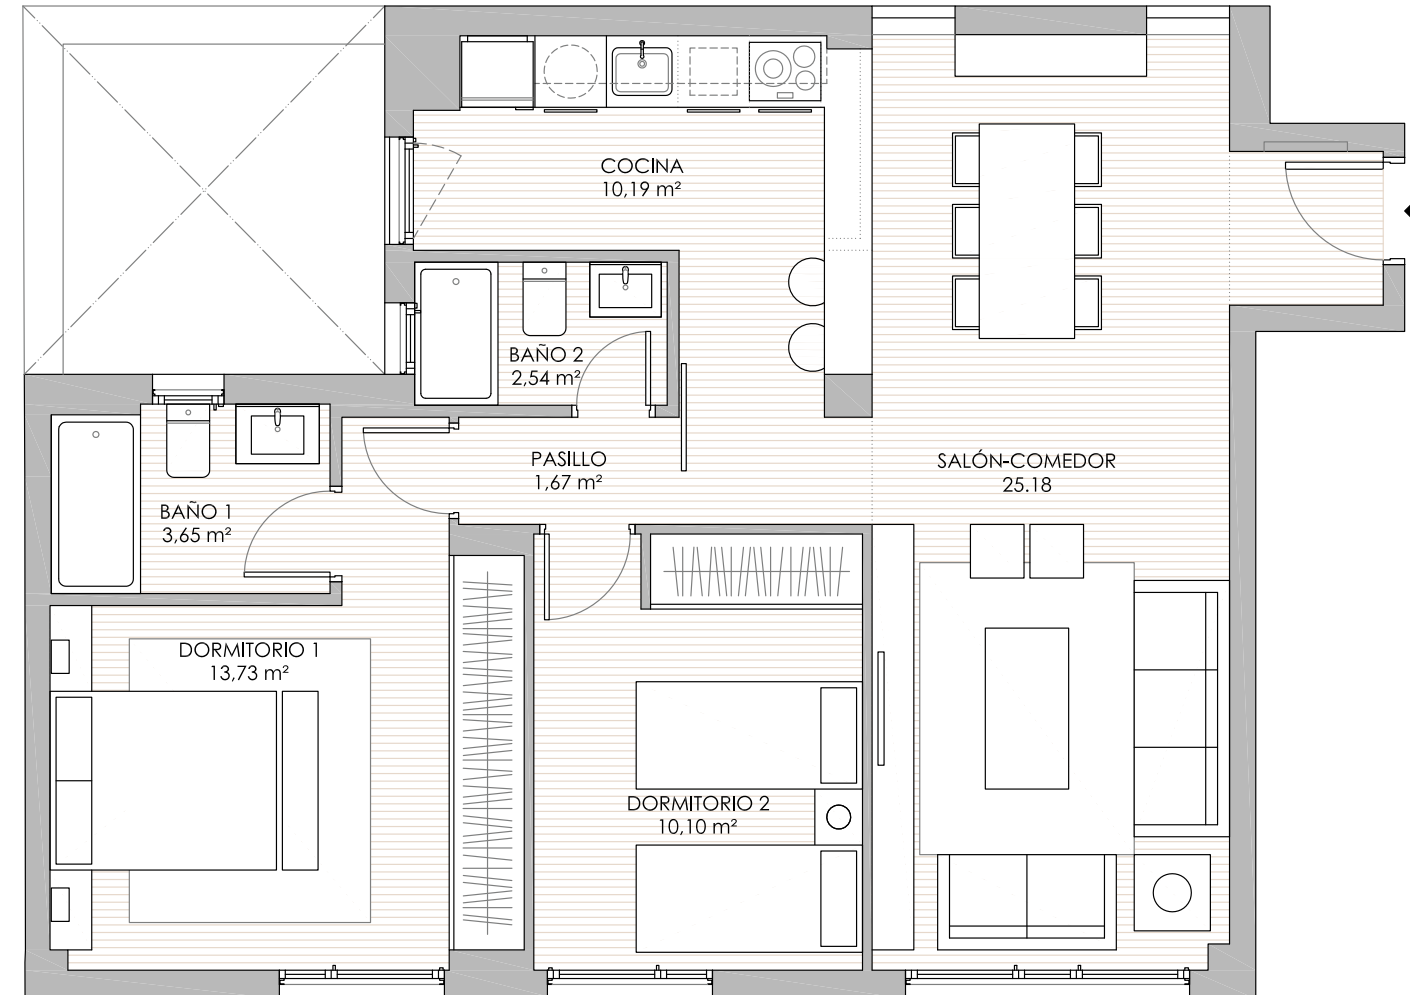 COCINA
10,19 m²
BAÑO 2
2,54 m²
PASILLO
1,67 m²
SALÓN-COMEDOR
25.18
BAÑO 1
3,65 m²
DORMITORIO 1
13,73 m²
DORMITORIO 2
10,10 m²